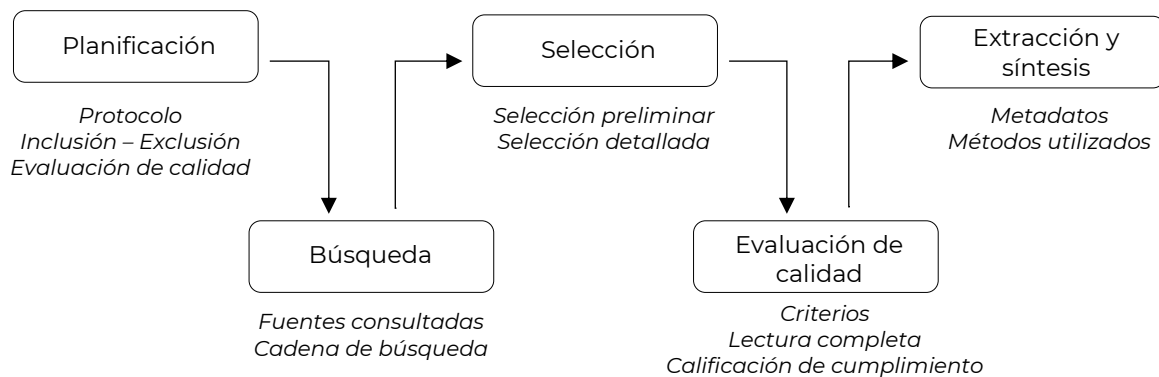 Planificación
Protocolo
Inclusión – Exclusión
Evaluación de calidad
Búsqueda
Fuentes consultadas
Cadena de búsqueda
Selección
Selección preliminar
Selección detallada
Evaluación de
calidad
Criterios
Lectura completa
Calificación de cumplimiento
Extracción y
síntesis
Metadatos
Métodos utilizados